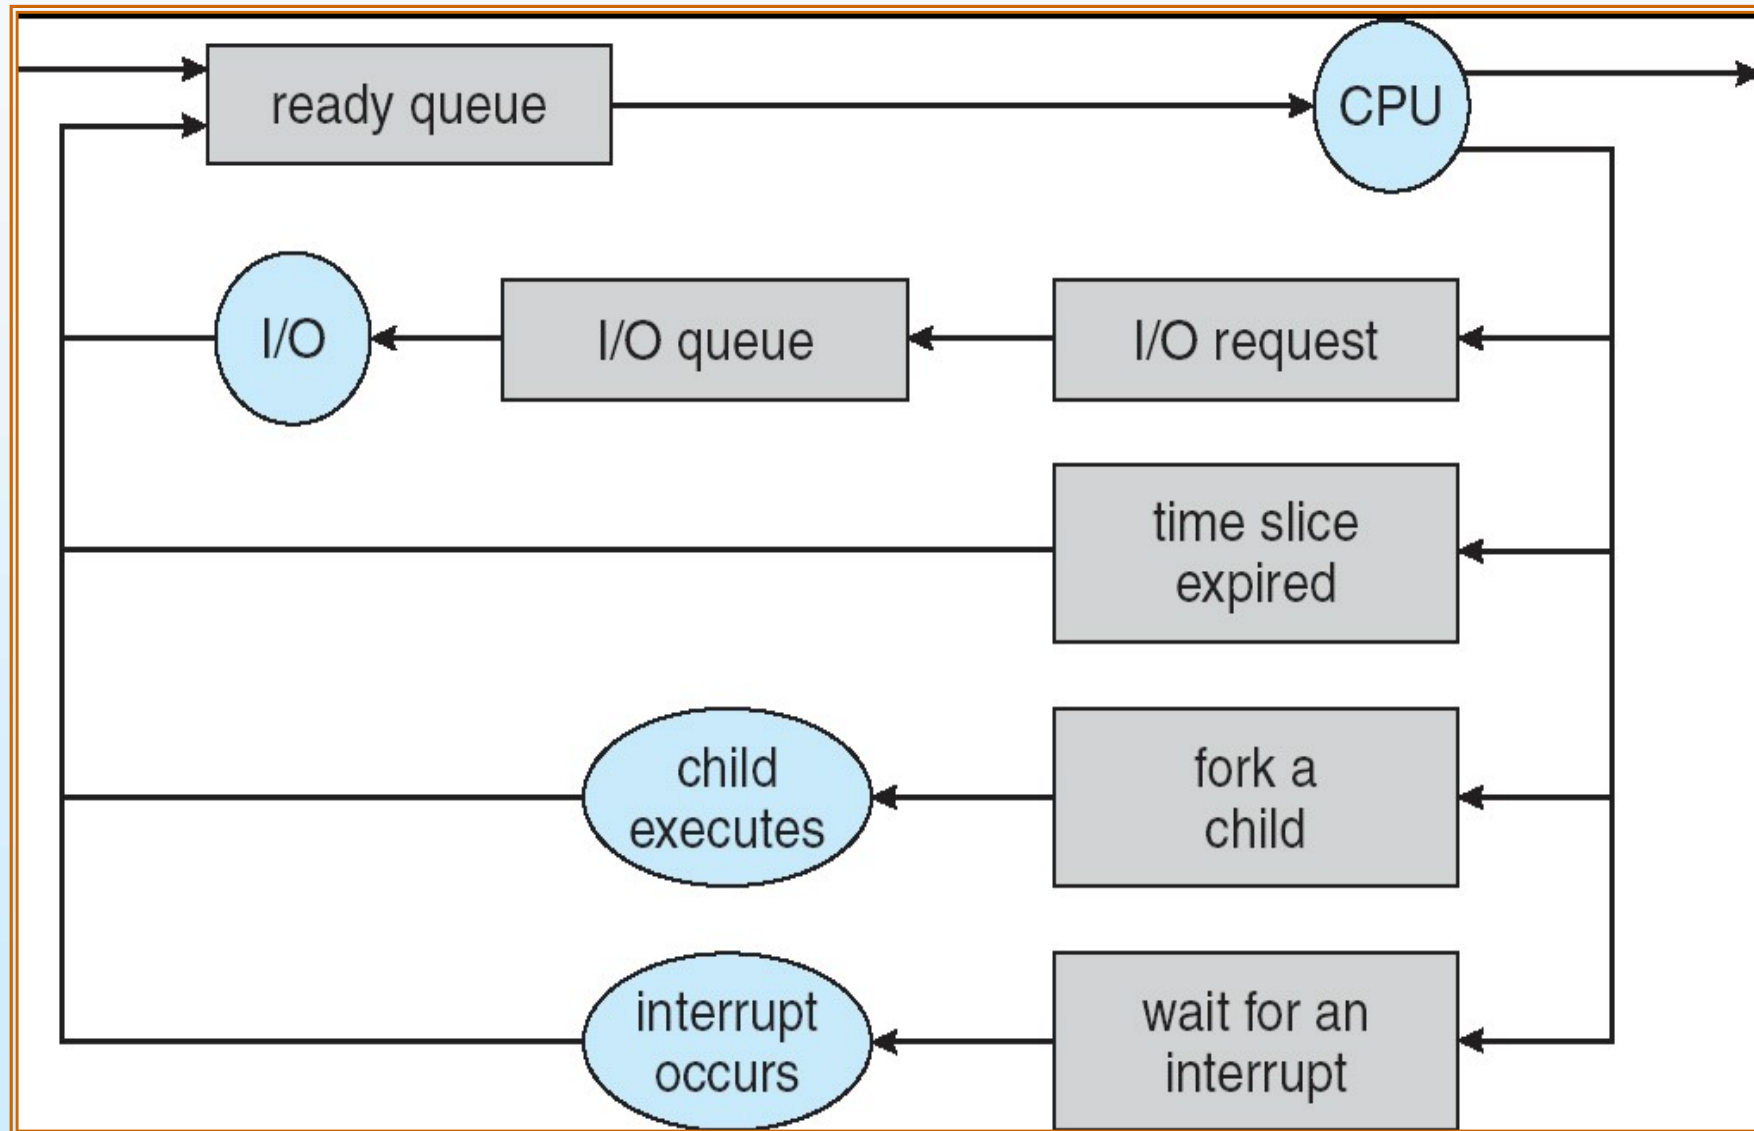 ready queue
CPU
I/O
I/O queue
I/O request
time slice
expired
child
executes
fork a
child
interrupt
occurs
wait for an
interrupt